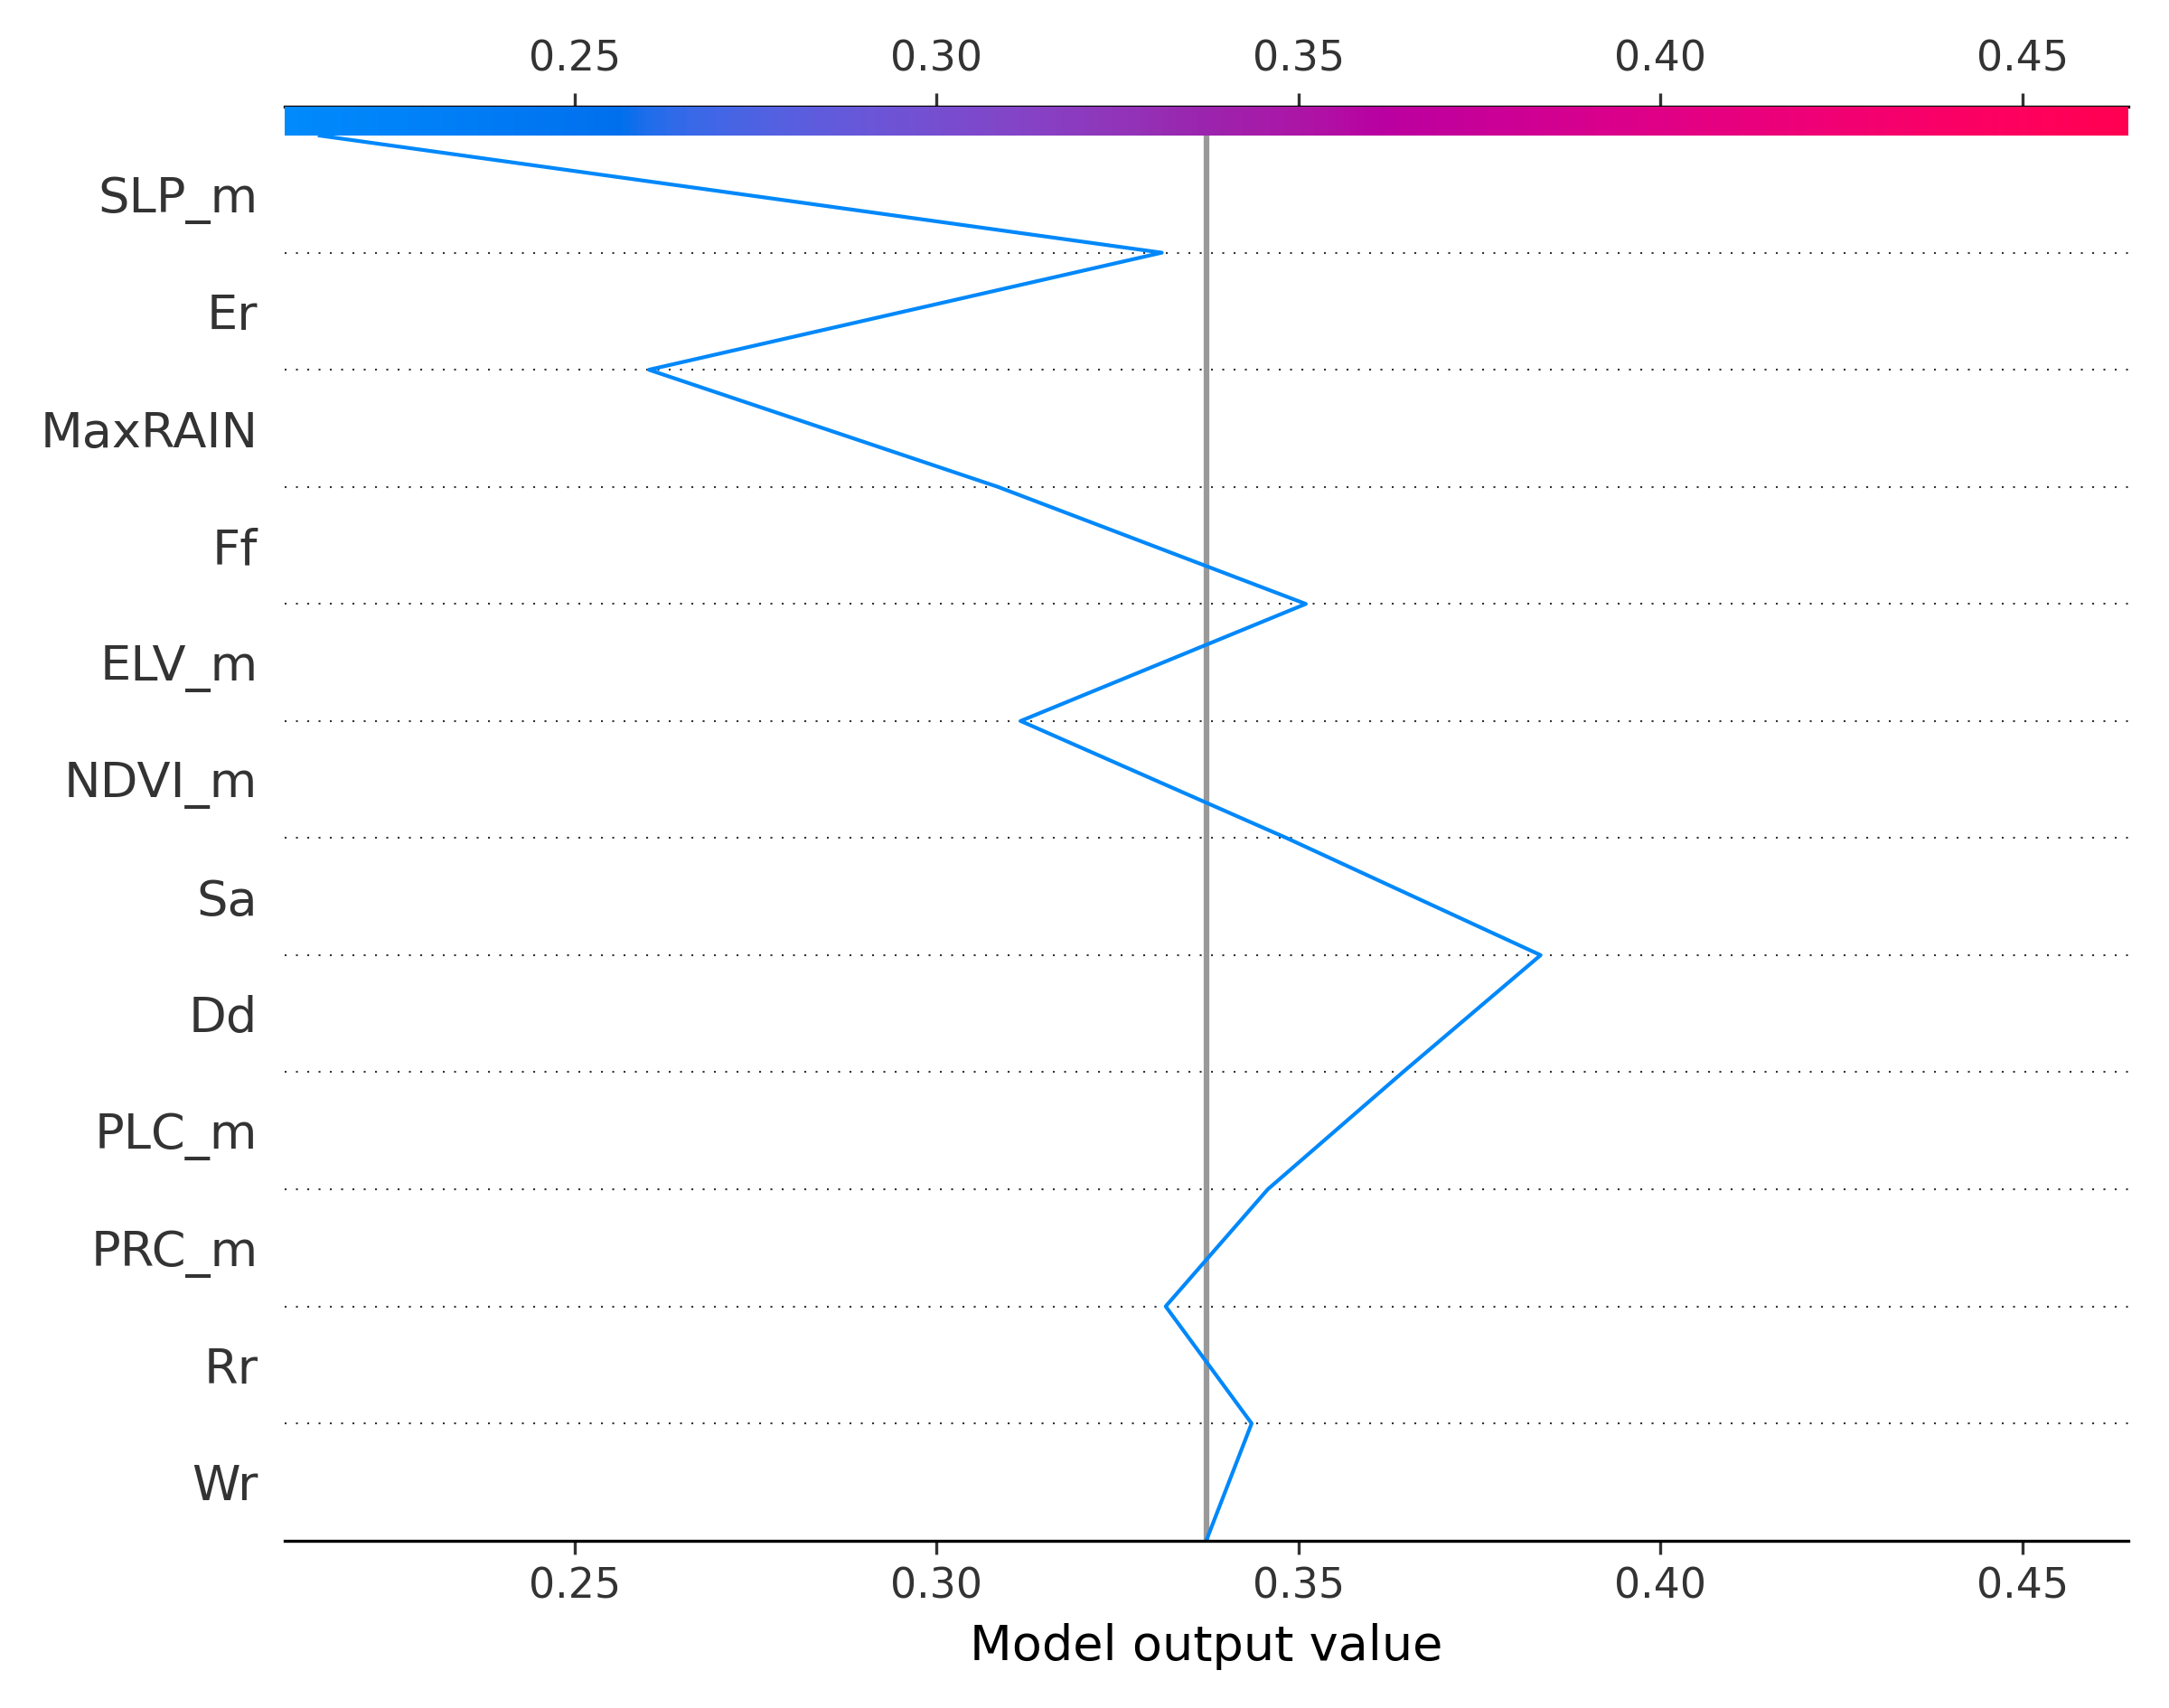 0.25 0.30 0.35 0.40 0.45
SLP_m
Er
MaxRAIN
Ff
ELV_m
NDVI_m
Sa
Dd
PLC_m
PRC_m
Rr
Wr
0.25 0.30 0.35 0.40 0.45
Model output value